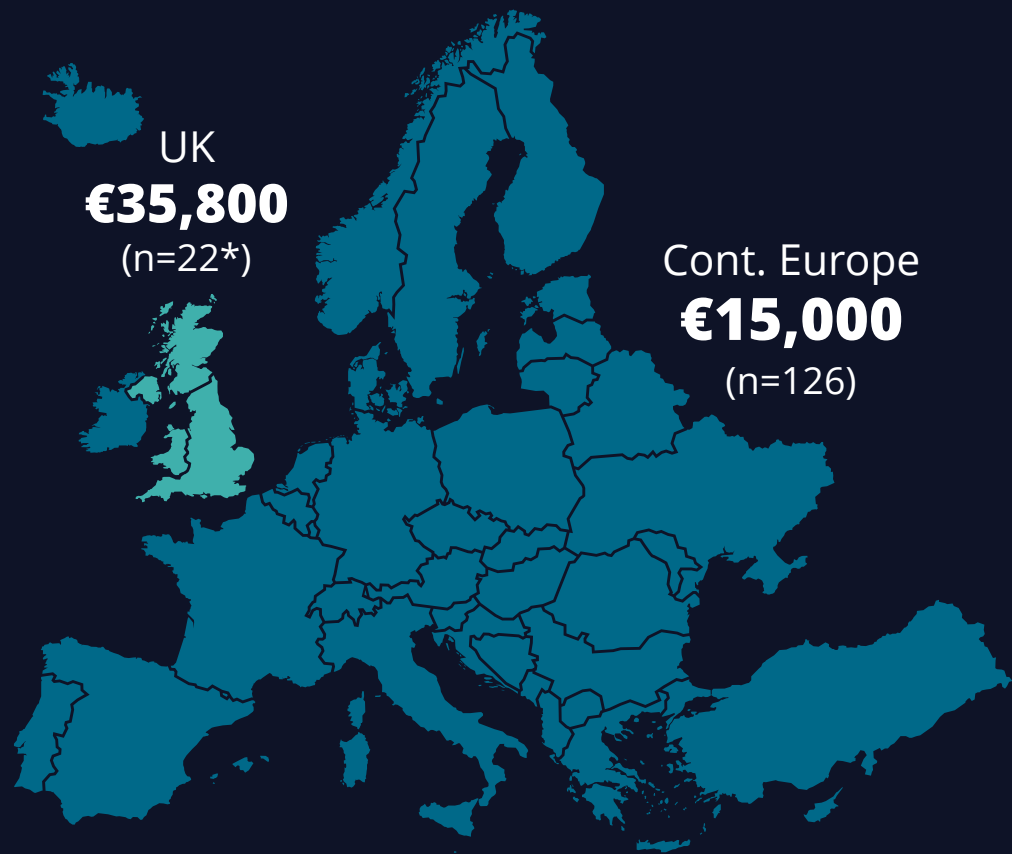 UK
€35,800
(n=22*)
Cont. Europe
€15,000
(n=126)